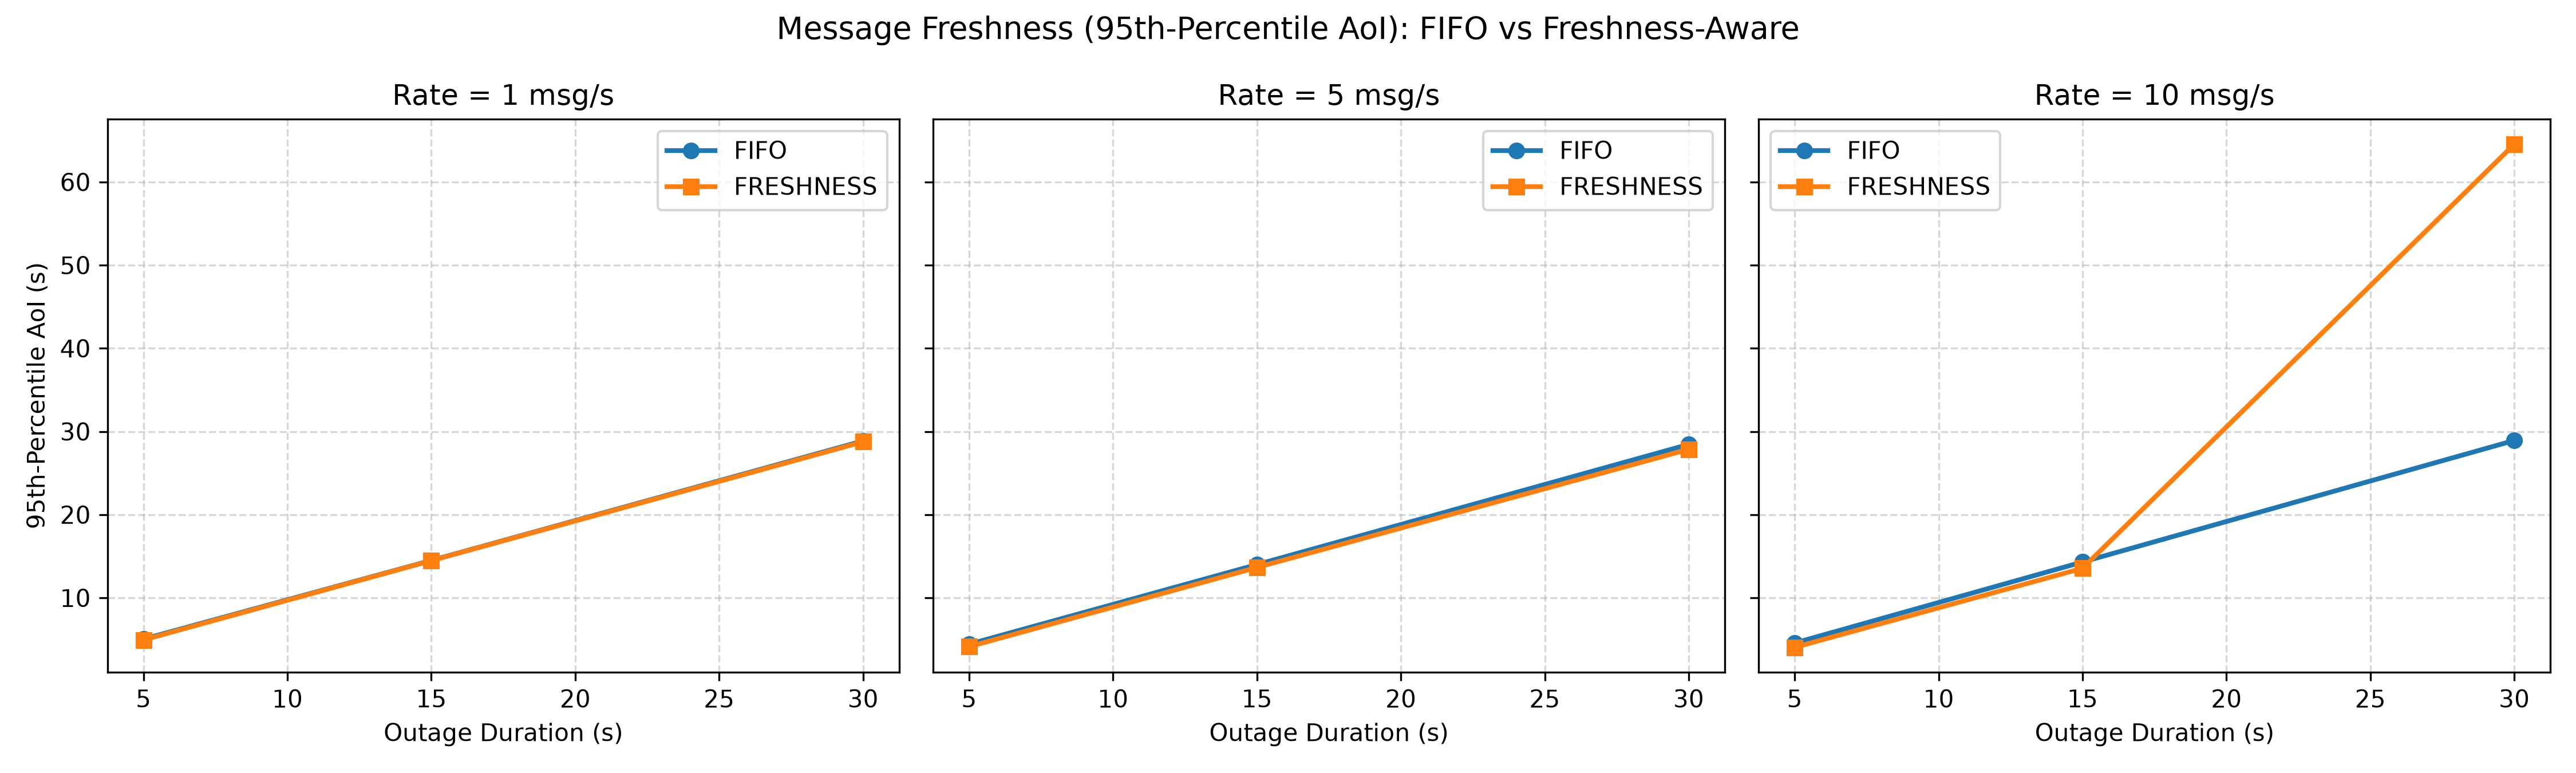 Message Freshness (95th-Percentile AoI): FIFO vs Freshness-Aware
Rate = 1 msg/s
FIFO
FRESHNESS
95th-Percentile AoI (s)
60
50
40
30
20
10
5 10 15 20 25 30
Outage Duration (s)
Rate = 5 msg/s
FIFO
FRESHNESS
5 10 15 20 25 30
Outage Duration (s)
Rate = 10 msg/s
FIFO
FRESHNESS
5 10 15 20 25 30
Outage Duration (s)